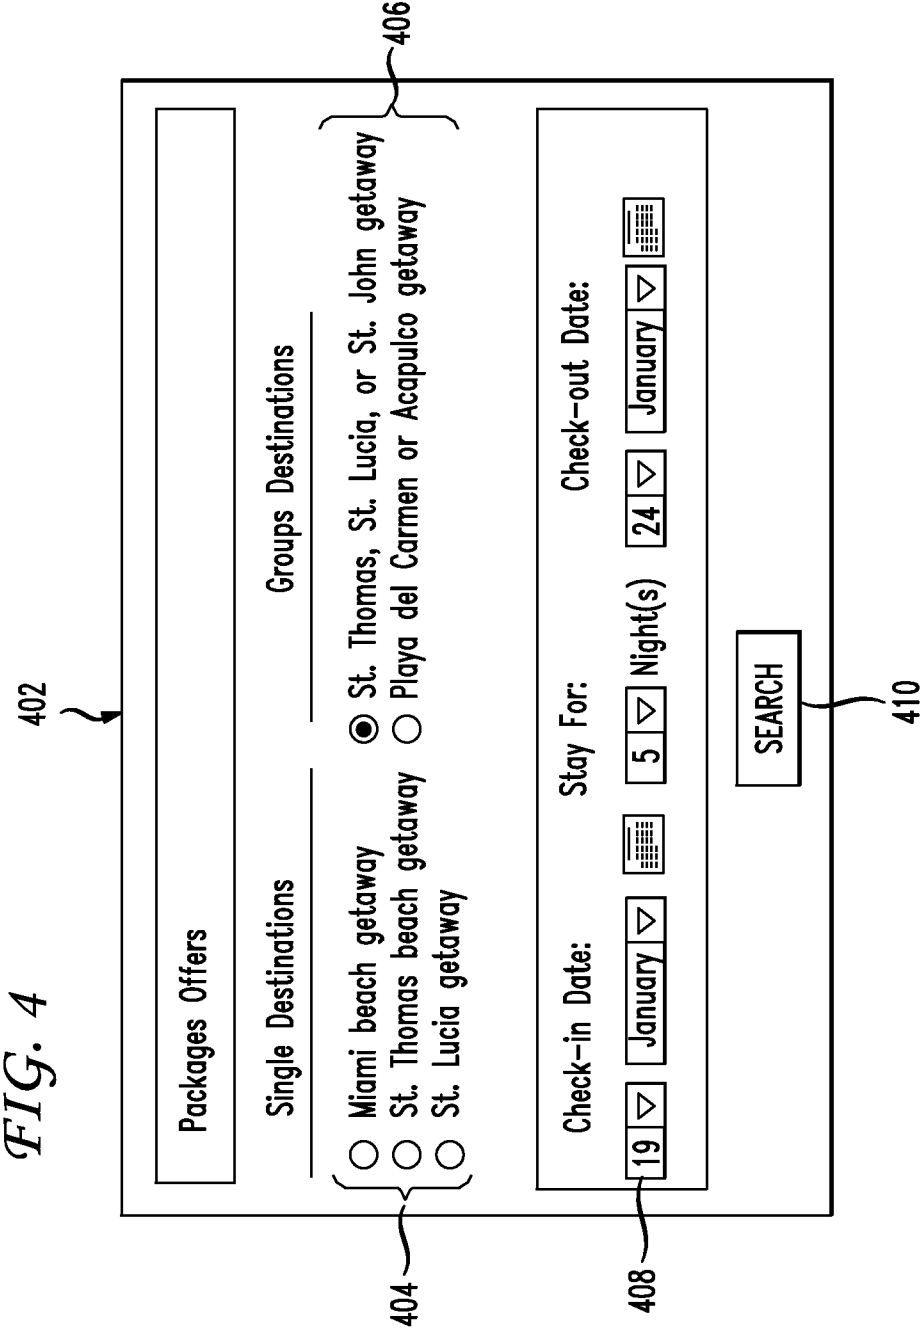 FIG. 4
402
Packages Offers
Single Destinations
Groups Destinations
404
Miami beach getaway
St. Thomas beach getaway
St. Lucia getaway
St. Thomas, St. Lucia, or St. John getaway
Playa del Carmen or Acapulco getaway
406
Check-in Date:
Stay For:
Check-out Date:
408
19 January
5 Night(s)
24 January
SEARCH
410